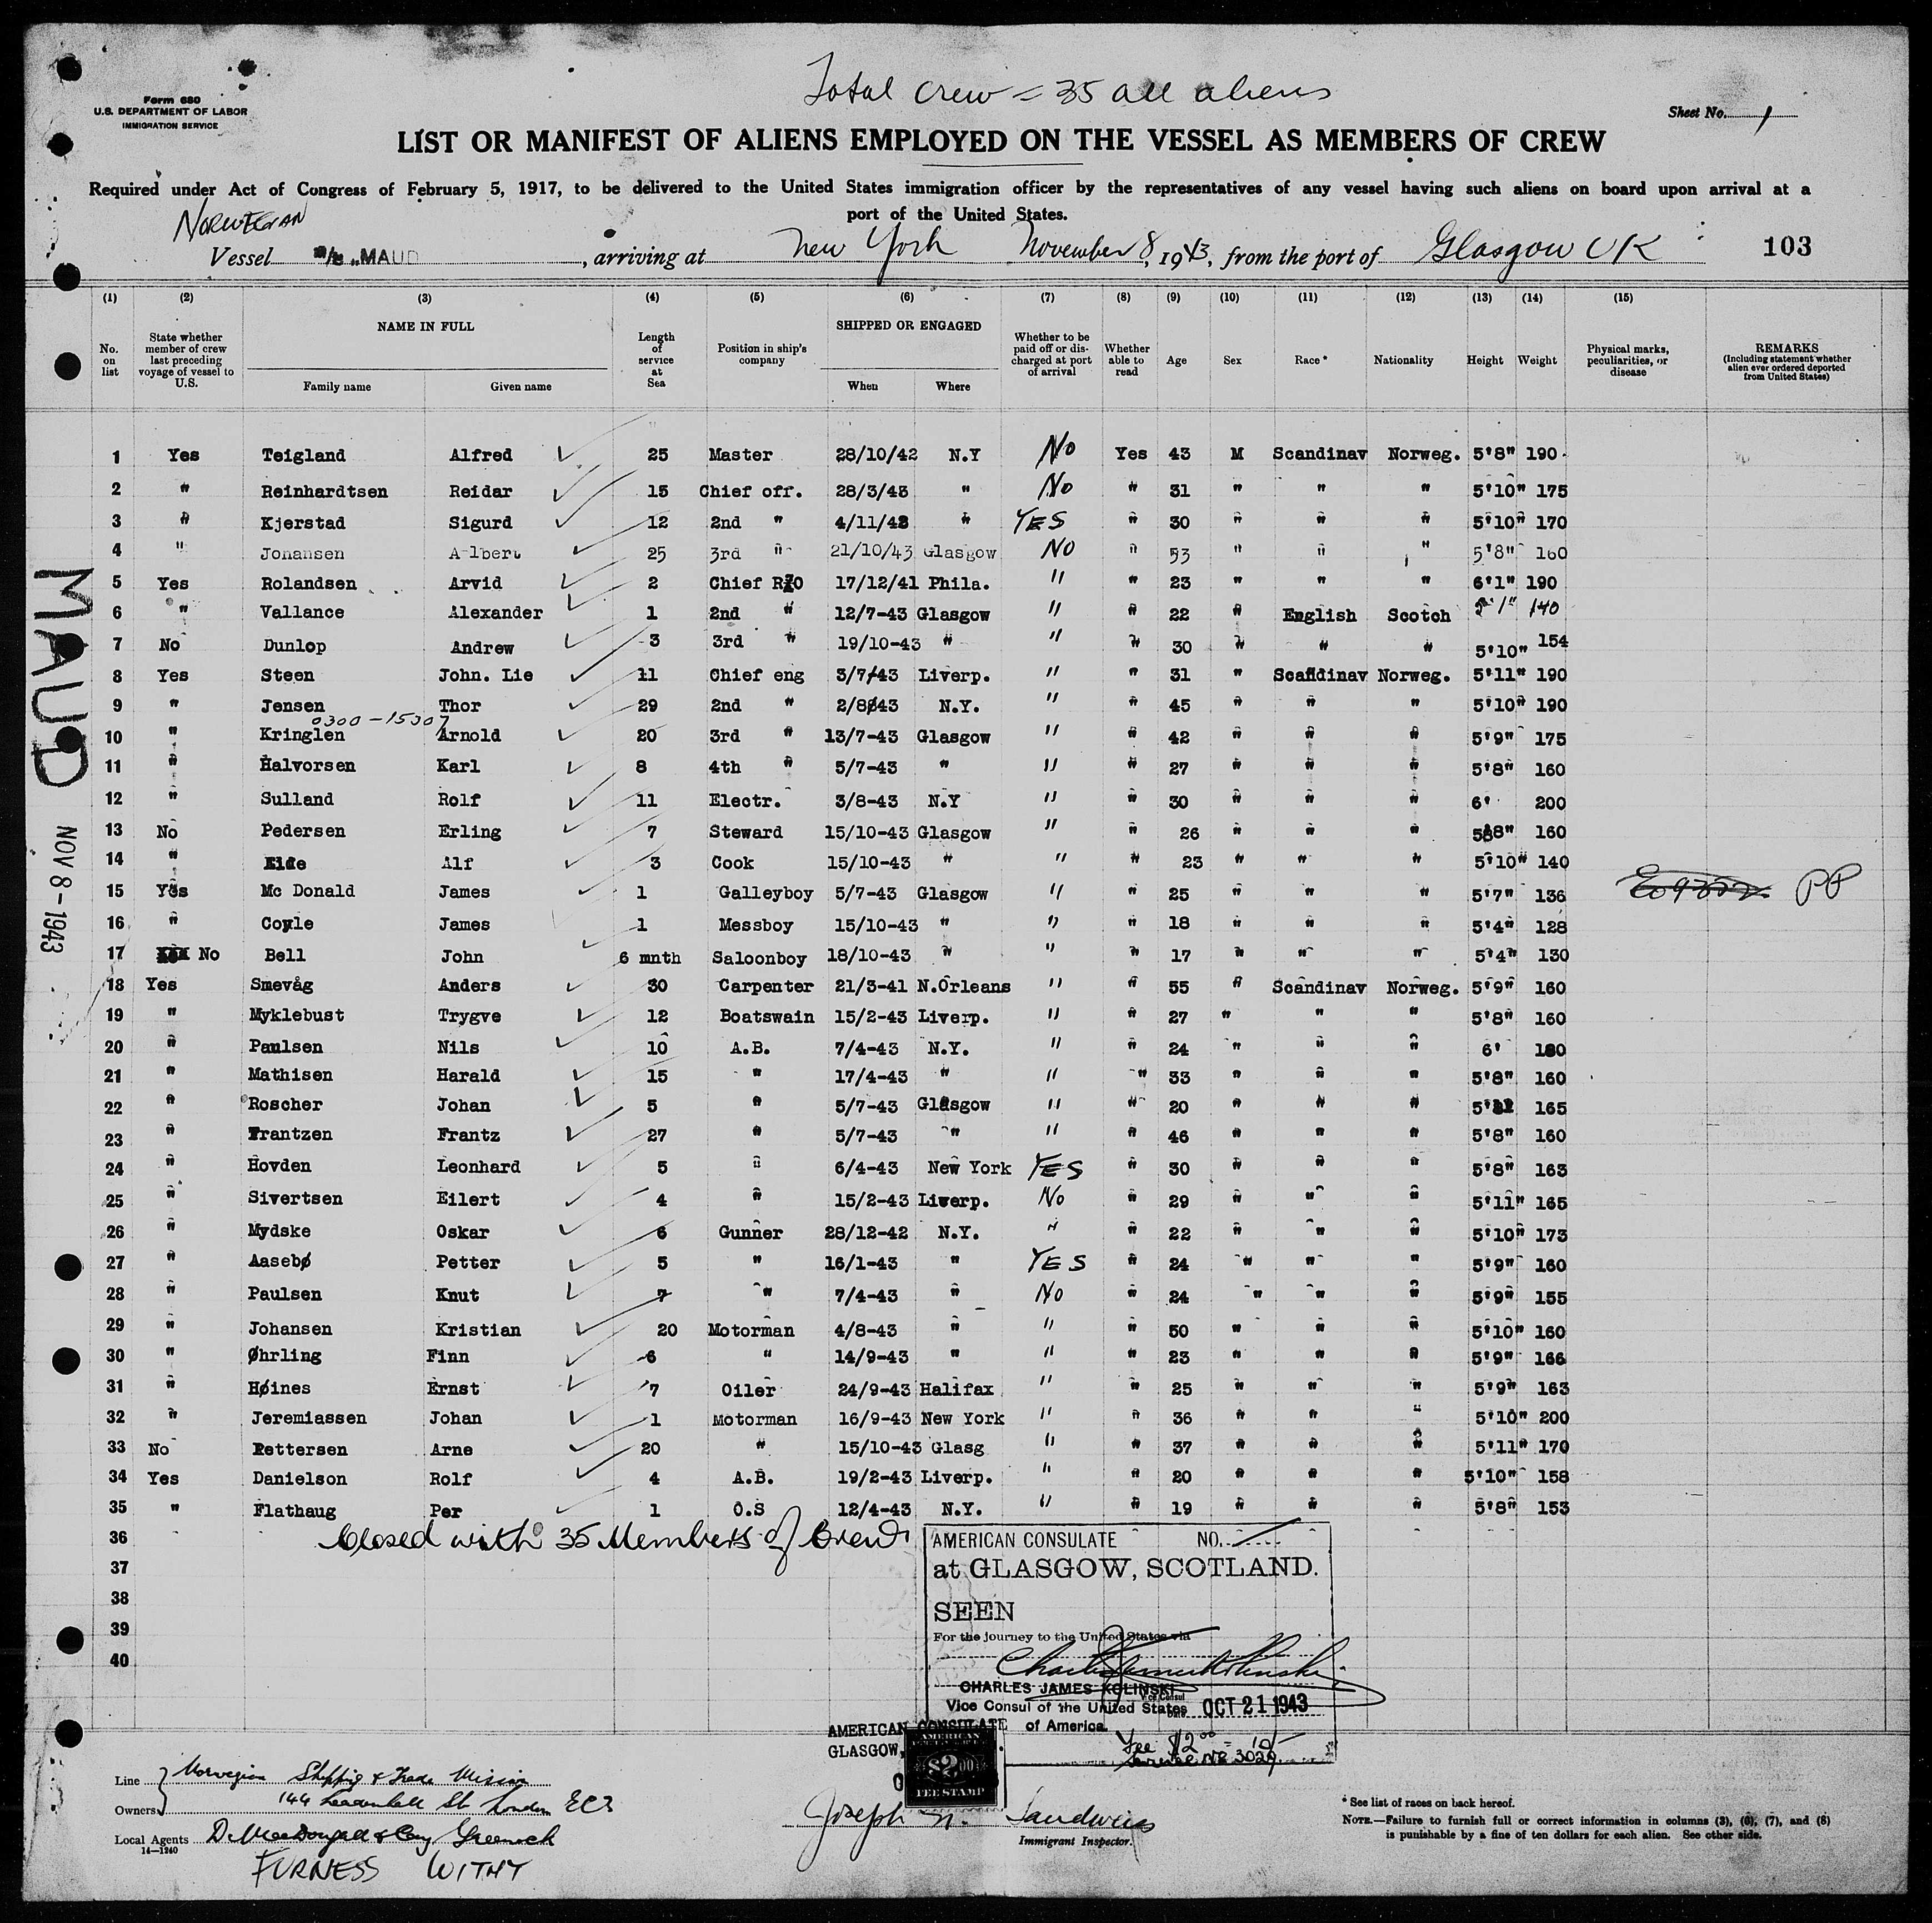 Total crew = 35 all aliens
Form 680
U.S. DEPARTMENT OF LABOR
IMMIGRATION SERVICE
Sheet No. 1
LIST OR MANIFEST OF ALIENS EMPLOYED ON THE VESSEL AS MEMBERS OF CREW
Required under Act of Congress of February 5, 1917, to be delivered to the United States immigration officer by the representatives of any vessel having such aliens on board upon arrival at a
port of the United States.
NORWEGIAN
Vessel M/S „MAUD , arriving at New York November 8, 1943, from the port of Glasgow UK 103
(1) (2) (3) (4) (5) (6) (7) (8) (9) (10) (11) (12) (13) (14) (15)
No. on list State whether member of crew last preceding voyage of vessel to U.S. NAME IN FULL Family name Given name Length of service at Sea Position in ship's company SHIPPED OR ENGAGED When Where Whether to be paid off or discharged at port of arrival Whether able to read Age Sex Race* Nationality Height Weight Physical marks, peculiarities, or disease REMARKS (Including statement whether alien ever ordered deported from United States)
1 Yes Teigland Alfred 25 Master 28/10/42 N.Y No Yes 43 M Scandinav Norweg. 5'8" 190
2 " Reinhardtsen Reidar 15 Chief off. 28/3/43 " No " 31 " " " 5'10" 175
3 " Kjerstad Sigurd 12 2nd " 4/11/42 " YES " 30 " " " 5'10" 170
4 " Johansen Albert 25 3rd " 21/10/43 Glasgow No " 53 " " " 5'8" 160
5 Yes Rolandsen Arvid 2 Chief R/O 17/12/41 Phila. " " 23 " " " 6'1" 190
6 " Vallance Alexander 1 2nd " 12/7-43 Glasgow " " 22 " English Scotch 140
7 No Dunlop Andrew 3 3rd " 19/10-43 " " " 30 " " " 5'10" 154
8 Yes Steen John. Lie 11 Chief eng 3/7/43 Liverp. " " 31 " Scandinav Norweg. 5'11" 190
9 " Jensen Thor 29 2nd " 2/8/43 N.Y. " " 45 " " " 5'10" 190
0300-15307
10 " Kringlen Arnold 20 3rd " 13/7-43 Glasgow " " 42 " " " 5'9" 175
11 " Halvorsen Karl 8 4th " 5/7-43 " " " 27 " " " 5'8" 160
12 " Sulland Rolf 11 Electr. 3/8-43 N.Y " " 30 " " " 6' 200
13 No Pedersen Erling 7 Steward 15/10-43 Glasgow " " 26 " " " 5'8" 160
14 " Eide Alf 3 Cook 15/10-43 " " " 23 " " " 5'10" 140
15 Yes Mc Donald James 1 Galleyboy 5/7-43 Glasgow " " 25 " " " 5'7" 136 PP
16 " Coyle James 1 Messboy 15/10-43 " " " 18 " " " 5'4" 128
17 No Bell John 6 mnth Saloonboy 18/10-43 " " " 17 " " " 5'4" 130
18 Yes Smevåg Anders 30 Carpenter 21/3-41 N.Orleans " " 55 " Scandinav Norweg. 5'9" 160
19 " Myklebust Trygve 12 Boatswain 15/2-43 Liverp. " " 27 " " " 5'8" 160
20 " Paulsen Nils 10 A.B. 7/4-43 N.Y. " " 24 " " " 6' 180
21 " Mathisen Harald 15 " 17/4-43 " " " 33 " " " 5'8" 160
22 " Roscher Johan 5 " 5/7-43 Glasgow " " 20 " " " 165
23 " Frantzen Frantz 27 " 5/7-43 " " " 46 " " " 5'8" 160
24 " Hovden Leonhard 5 " 6/4-43 New York YES " 30 " " " 5'8" 163
25 " Sivertsen Eilert 4 " 15/2-43 Liverp. No " 29 " " " 5'11" 165
26 " Mydske Oskar 6 Gunner 28/12-42 N.Y. " " 22 " " " 5'10" 173
27 " Aasebø Petter 5 " 16/1-43 " YES " 24 " " " 5'9" 160
28 " Paulsen Knut 7 " 7/4-43 " No " 24 " " " 5'9" 155
29 " Johansen Kristian 20 Motorman 4/8-43 " " " 50 " " " 5'10" 160
30 " Øhrling Finn 6 " 14/9-43 " " " 23 " " " 5'9" 166
31 " Høines Ernst 7 Oiler 24/9-43 Halifax " " 25 " " " 5'9" 163
32 " Jeremiassen Johan 1 Motorman 16/9-43 New York " " 36 " " " 5'10" 200
33 No Pettersen Arne 20 " 15/10-43 Glasg " " 37 " " " 5'11" 170
34 Yes Danielson Rolf 4 A.B. 19/2-43 Liverp. " " 20 " " " 5'10" 158
35 " Flathaug Per 1 O.S 12/4-43 N.Y. " " 19 " " " 5'8" 153
36 Closed with 35 Members of Crew
37
38
39
40
MAUD NOV 8-1943
AMERICAN CONSULATE NO.
at GLASGOW, SCOTLAND.
SEEN
For the journey to the United States via
CHARLES JAMES KOLINSKI
Vice Consul of the United States OCT 21 1943
of America.
Fee $2.00 = 10/-
Service No 3029
AMERICAN CONSULATE
GLASGOW,
AMERICAN
$2.00
FEE STAMP
Line Norwegian Shipping & Trade Mission
Owners 144 Leadenhall St. London EC3
Local Agents D. MacDougall & Coy Greenock
14—1240
FURNESS WITHY
Joseph N. Sandweiss
Immigrant Inspector.
* See list of races on back hereof.
NOTE.—Failure to furnish full or correct information in columns (3), (6), (7), and (8)
is punishable by a fine of ten dollars for each alien. See other side.